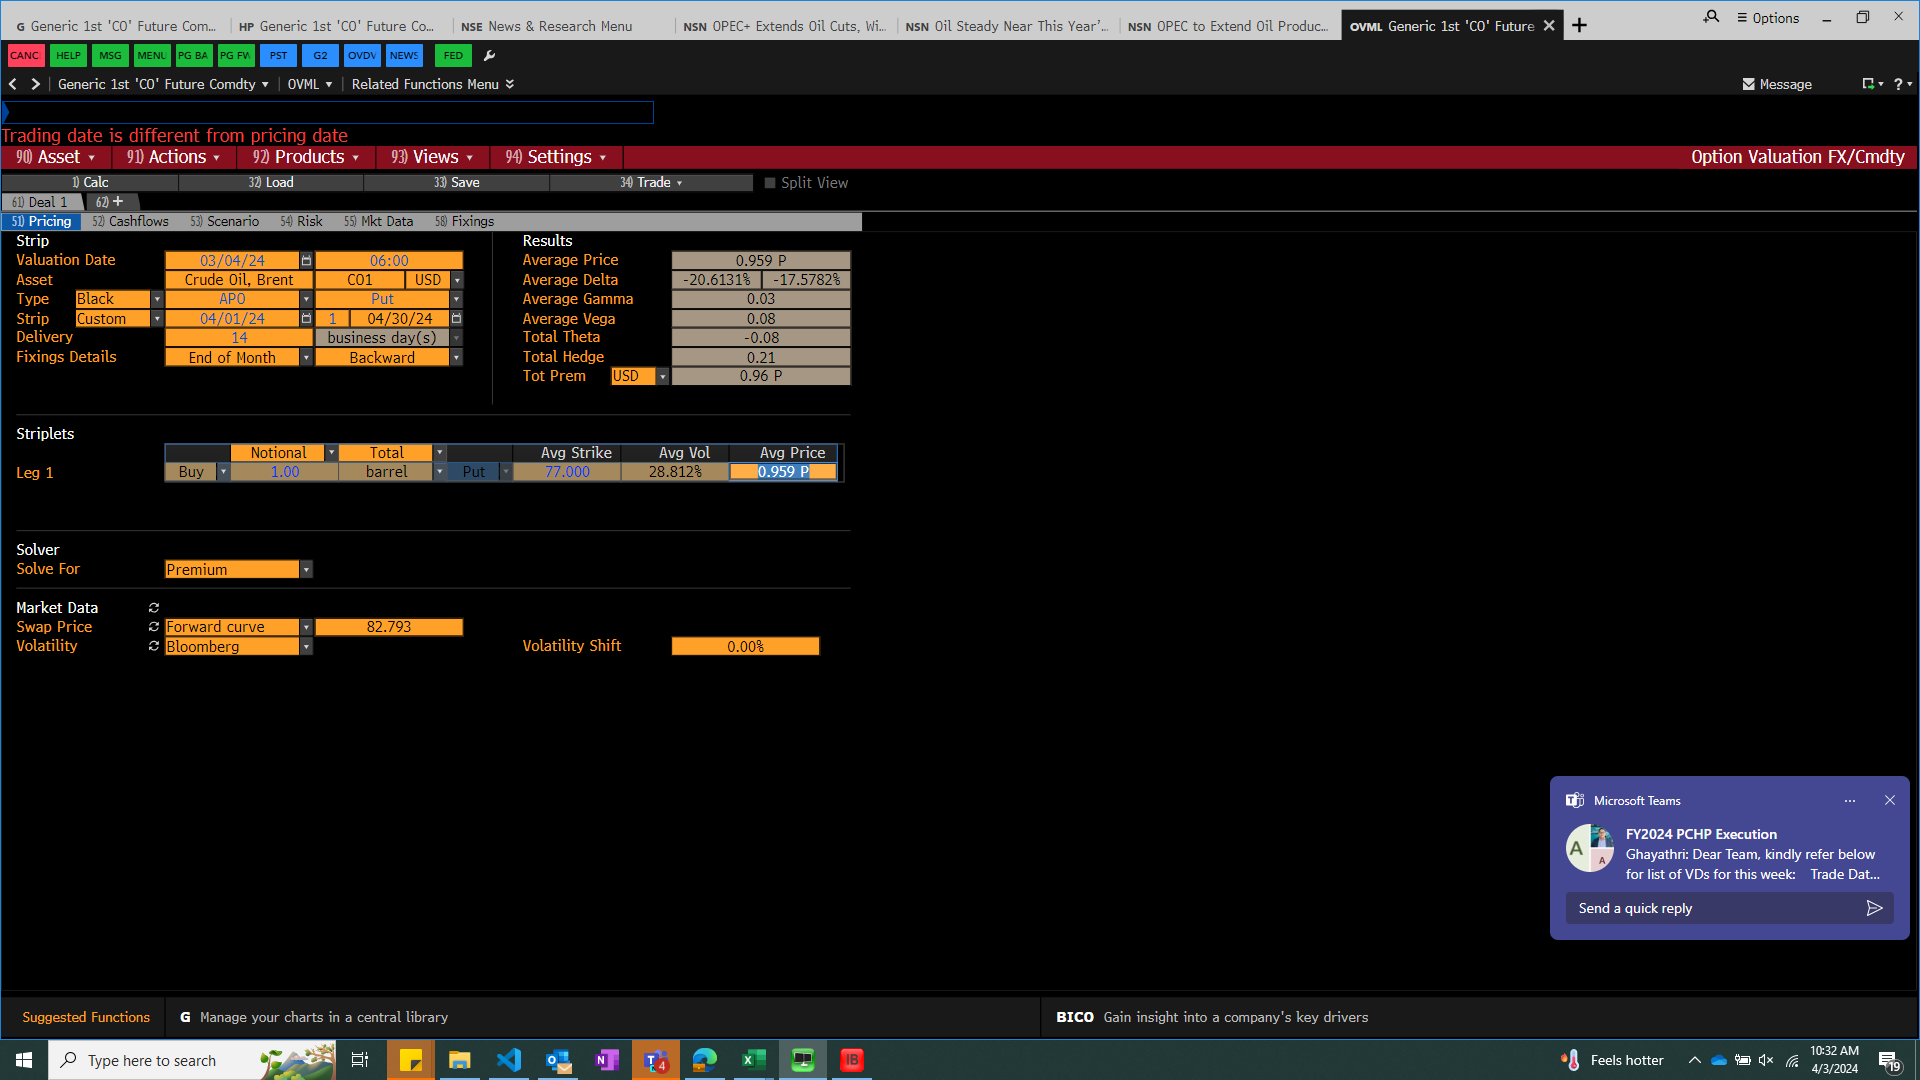 G Generic 1st 'CO' Future Com... HP Generic 1st 'CO' Future Co... NSE News & Research Menu NSN OPEC+ Extends Oil Cuts, Wi... NSN Oil Steady Near This Year'... NSN OPEC to Extend Oil Produc... OVML Generic 1st 'CO' Future Options
CANC HELP MSG MENU PG BA PG FW PST G2 OVDV NEWS FED
Generic 1st 'CO' Future Comdty OVML Related Functions Menu Message ?
Trading date is different from pricing date
90) Asset 91) Actions 92) Products 93) Views 94) Settings Option Valuation FX/Cmdty
1) Calc 32) Load 33) Save 34) Trade Split View
61) Deal 1 62) +
51) Pricing 52) Cashflows 53) Scenario 54) Risk 55) Mkt Data 58) Fixings
Strip Results
Valuation Date 03/04/24 06:00 Average Price 0.959 P
Asset Crude Oil, Brent CO1 USD Average Delta -20.6131% -17.5782%
Type Black APO Put Average Gamma 0.03
Strip Custom 04/01/24 1 04/30/24 Average Vega 0.08
Delivery 14 business day(s) Total Theta -0.08
Fixings Details End of Month Backward Total Hedge 0.21
Tot Prem USD 0.96 P
Striplets
Notional Total Avg Strike Avg Vol Avg Price
Leg 1 Buy 1.00 barrel Put 77.000 28.812% 0.959 P
Solver
Solve For Premium
Market Data
Swap Price Forward curve 82.793
Volatility Bloomberg Volatility Shift 0.00%
Microsoft Teams
FY2024 PCHP Execution
A A Ghayathri: Dear Team, kindly refer below
for list of VDs for this week: Trade Dat...
Send a quick reply
Suggested Functions G Manage your charts in a central library BICO Gain insight into a company's key drivers
Type here to search 4 IB Feels hotter 10:32 AM
4/3/2024 19